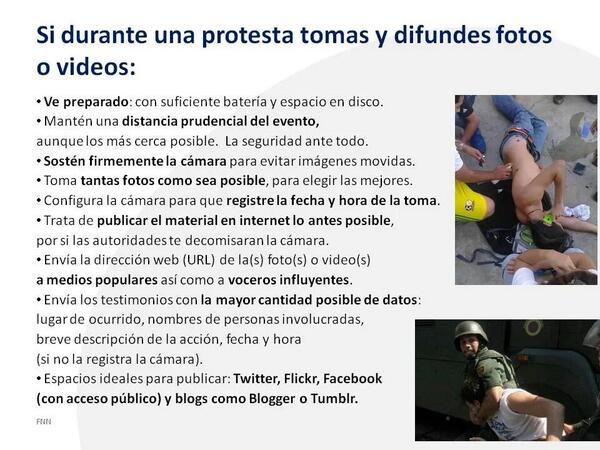 Si durante una protesta tomas y difundes fotos
o videos:
• Ve preparado: con suficiente batería y espacio en disco.
• Mantén una distancia prudencial del evento,
aunque los más cerca posible. La seguridad ante todo.
• Sostén firmemente la cámara para evitar imágenes movidas.
• Toma tantas fotos como sea posible, para elegir las mejores.
• Configura la cámara para que registre la fecha y hora de la toma.
• Trata de publicar el material en internet lo antes posible,
por si las autoridades te decomisaran la cámara.
• Envía la dirección web (URL) de la(s) foto(s) o video(s)
a medios populares así como a voceros influyentes.
• Envía los testimonios con la mayor cantidad posible de datos:
lugar de ocurrido, nombres de personas involucradas,
breve descripción de la acción, fecha y hora
(si no la registra la cámara).
• Espacios ideales para publicar: Twitter, Flickr, Facebook
(con acceso público) y blogs como Blogger o Tumblr.
FNN